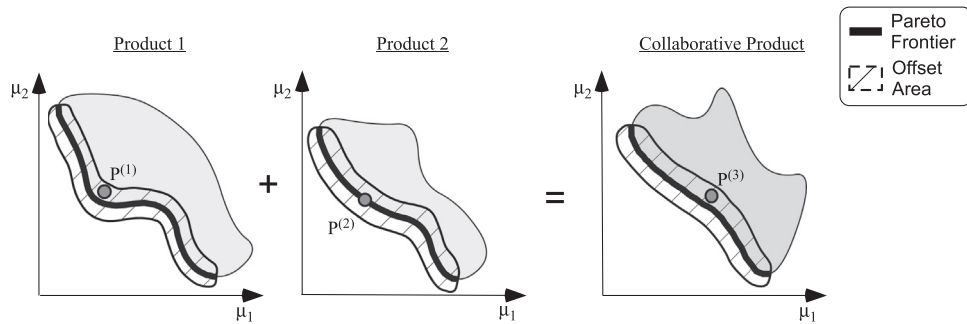 Product 1
Product 2
Collaborative Product
Pareto
Frontier
Offset
Area
μ2
μ2
μ2
P(1)
P(2)
P(3)
+
=
μ1
μ1
μ1